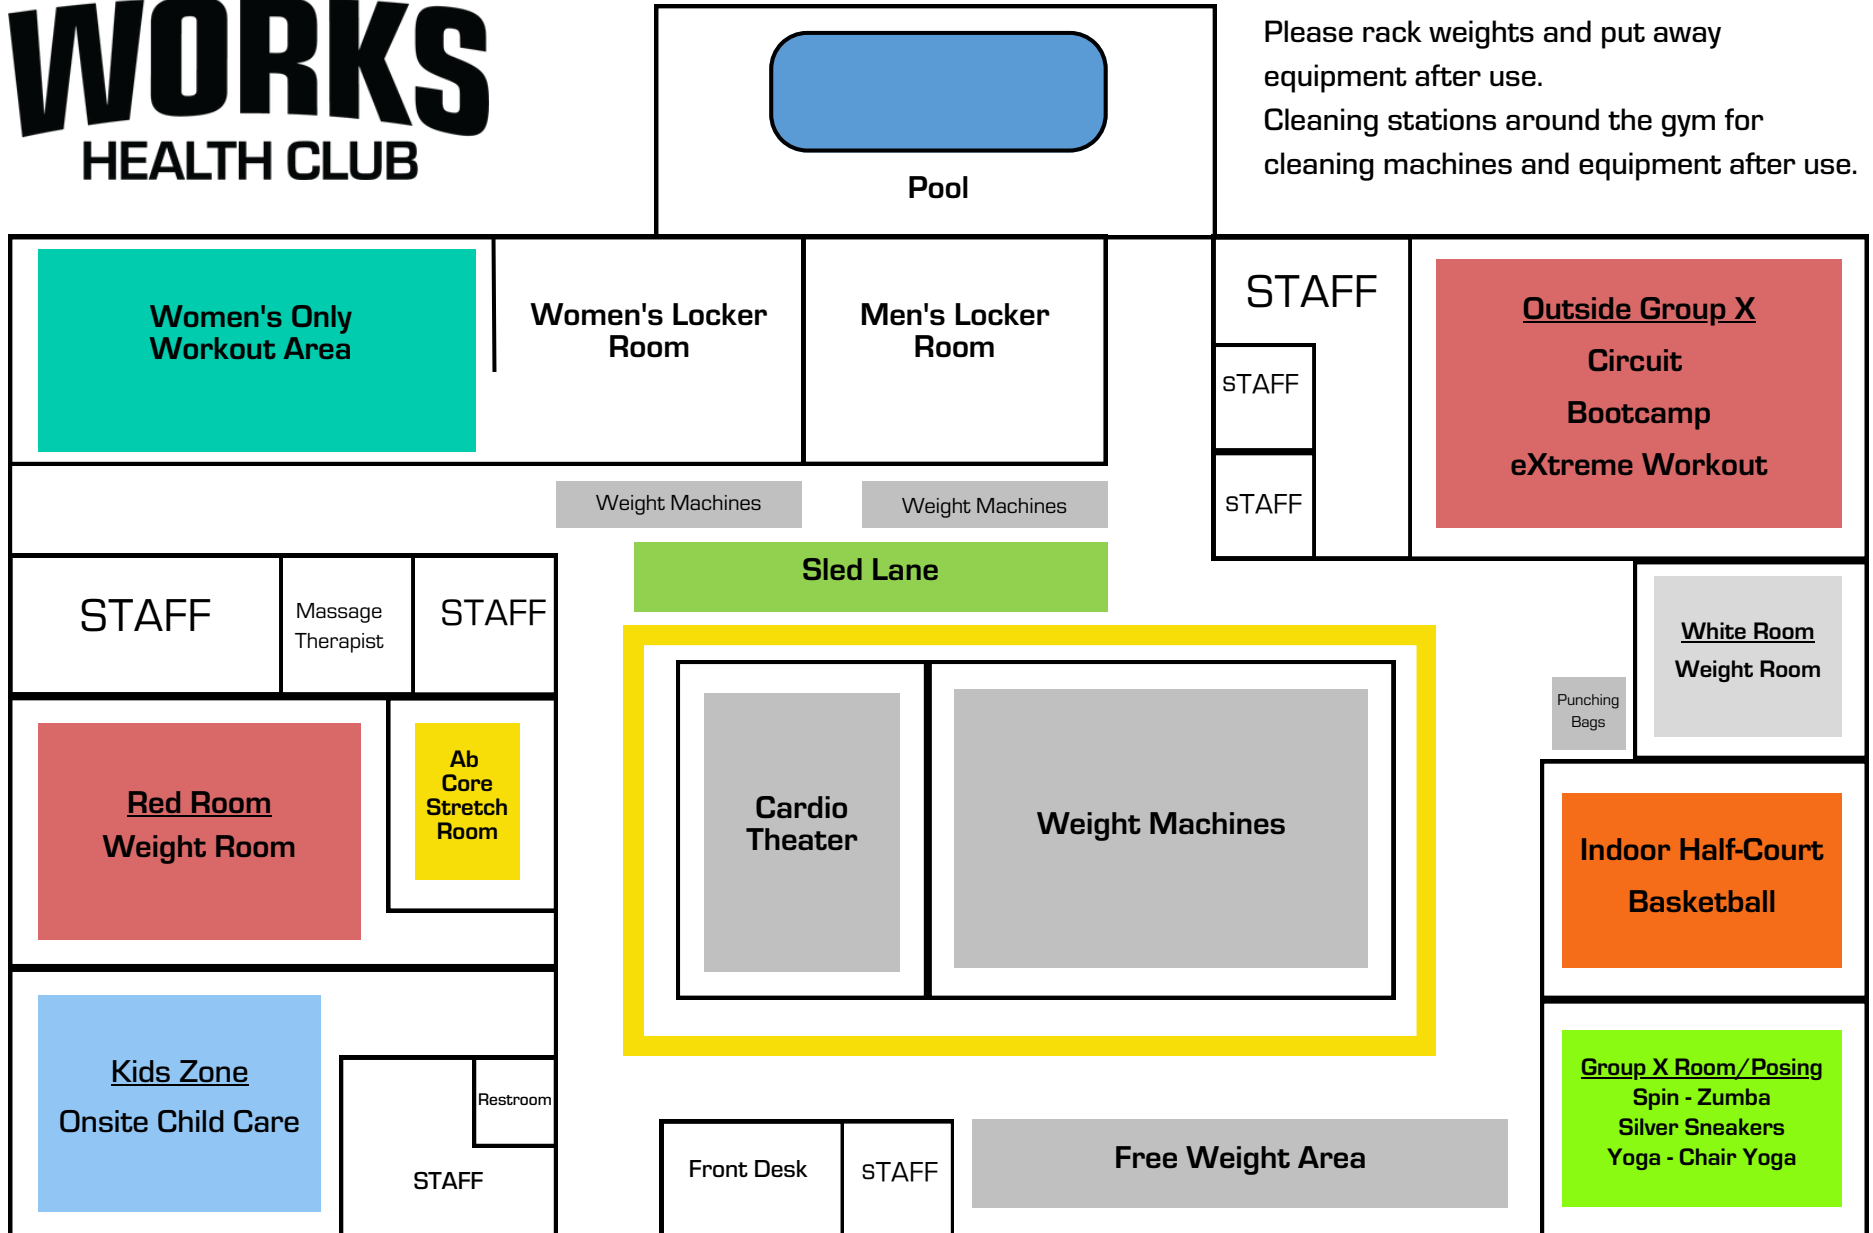 WORKS
HEALTH CLUB
Please rack weights and put away
equipment after use.
Cleaning stations around the gym for
cleaning machines and equipment after use.
Pool
Women's Only
Workout Area
Women's Locker
Room
Men's Locker
Room
STAFF
sTAFF
sTAFF
Outside Group X
Circuit
Bootcamp
eXtreme Workout
Weight Machines
Weight Machines
Sled Lane
STAFF
Massage
Therapist
STAFF
White Room
Weight Room
Punching
Bags
Red Room
Weight Room
Ab
Core
Stretch
Room
Cardio
Theater
Weight Machines
Indoor Half-Court
Basketball
Kids Zone
Onsite Child Care
Restroom
STAFF
Front Desk
sTAFF
Free Weight Area
Group X Room/Posing
Spin - Zumba
Silver Sneakers
Yoga - Chair Yoga